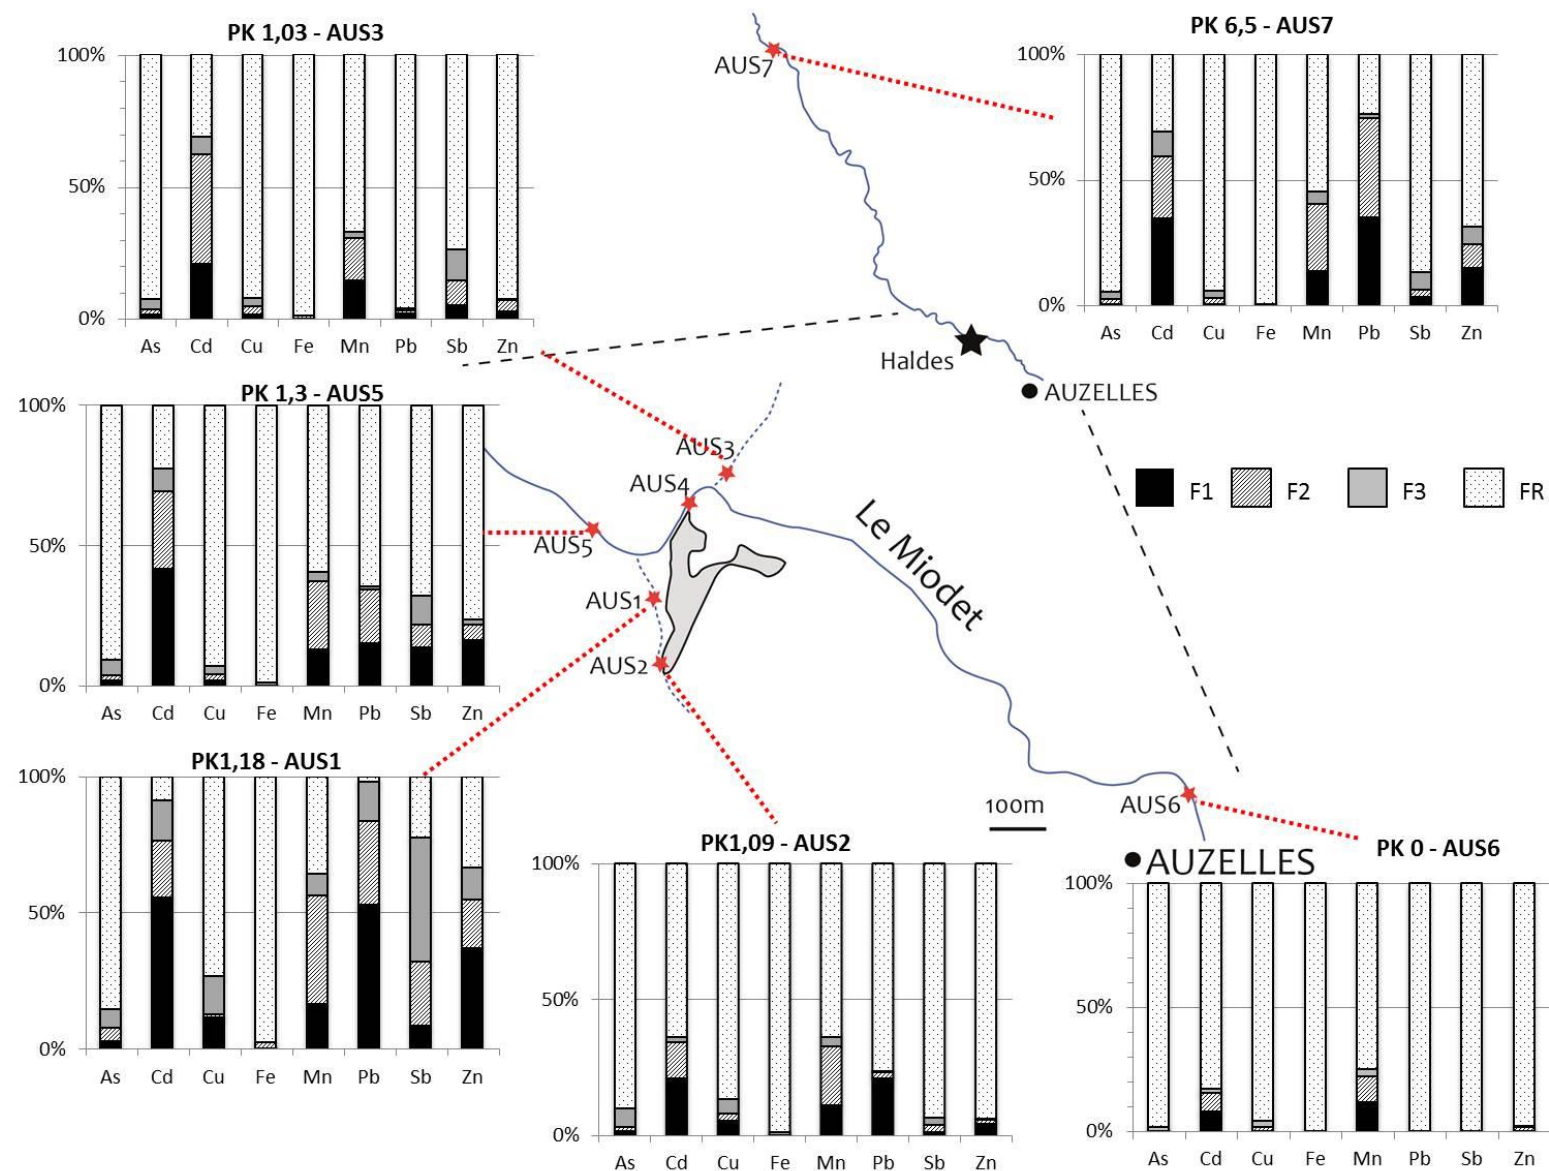 PK 1,03 - AUS3
100%
50%
0%
As Cd Cu Fe Mn Pb Sb Zn
PK 6,5 - AUS7
100%
50%
0%
As Cd Cu Fe Mn Pb Sb Zn
AUS7
Haldes
AUZELLES
PK 1,3 - AUS5
100%
50%
0%
As Cd Cu Fe Mn Pb Sb Zn
AUS3
AUS4
AUS5
AUS1
AUS2
Le Miodet
F1 F2 F3 FR
PK1,18 - AUS1
100%
50%
0%
As Cd Cu Fe Mn Pb Sb Zn
100m
AUS6
AUZELLES
PK1,09 - AUS2
100%
50%
0%
As Cd Cu Fe Mn Pb Sb Zn
PK 0 - AUS6
100%
50%
0%
As Cd Cu Fe Mn Pb Sb Zn